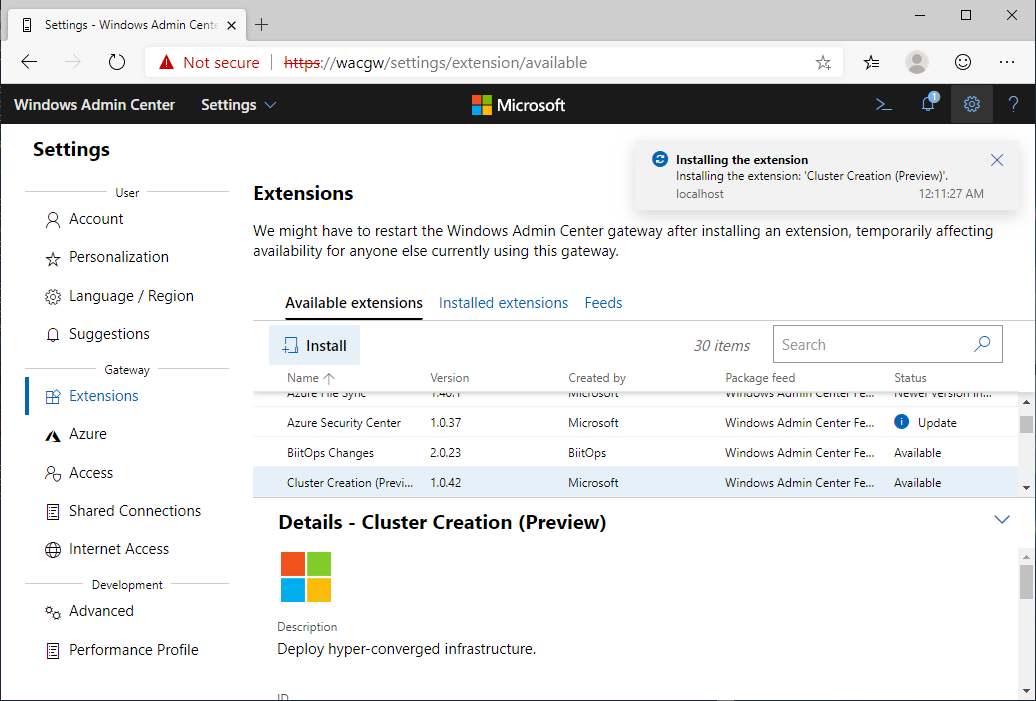 Settings - Windows Admin Cente
Not secure
https://wacgw/settings/extension/available
Windows Admin Center
Settings
Microsoft
1
?
Settings
Installing the extension
Installing the extension: 'Cluster Creation (Preview)'.
localhost
12:11:27 AM
User
Account
Personalization
Language / Region
Suggestions
Gateway
Extensions
Azure
Access
Shared Connections
Internet Access
Development
Advanced
Performance Profile
Extensions
We might have to restart the Windows Admin Center gateway after installing an extension, temporarily affecting
availability for anyone else currently using this gateway.
Available extensions Installed extensions Feeds
Install
30 items
Search
Name Version Created by Package feed Status
Azure File Sync 1.40.1 Microsoft Windows Admin Center Fe... Newer version in...
Azure Security Center 1.0.37 Microsoft Windows Admin Center Fe... Update
BiitOps Changes 2.0.23 BiitOps Windows Admin Center Fe... Available
Cluster Creation (Previ... 1.0.42 Microsoft Windows Admin Center Fe... Available
Details - Cluster Creation (Preview)
Description
Deploy hyper-converged infrastructure.
ID